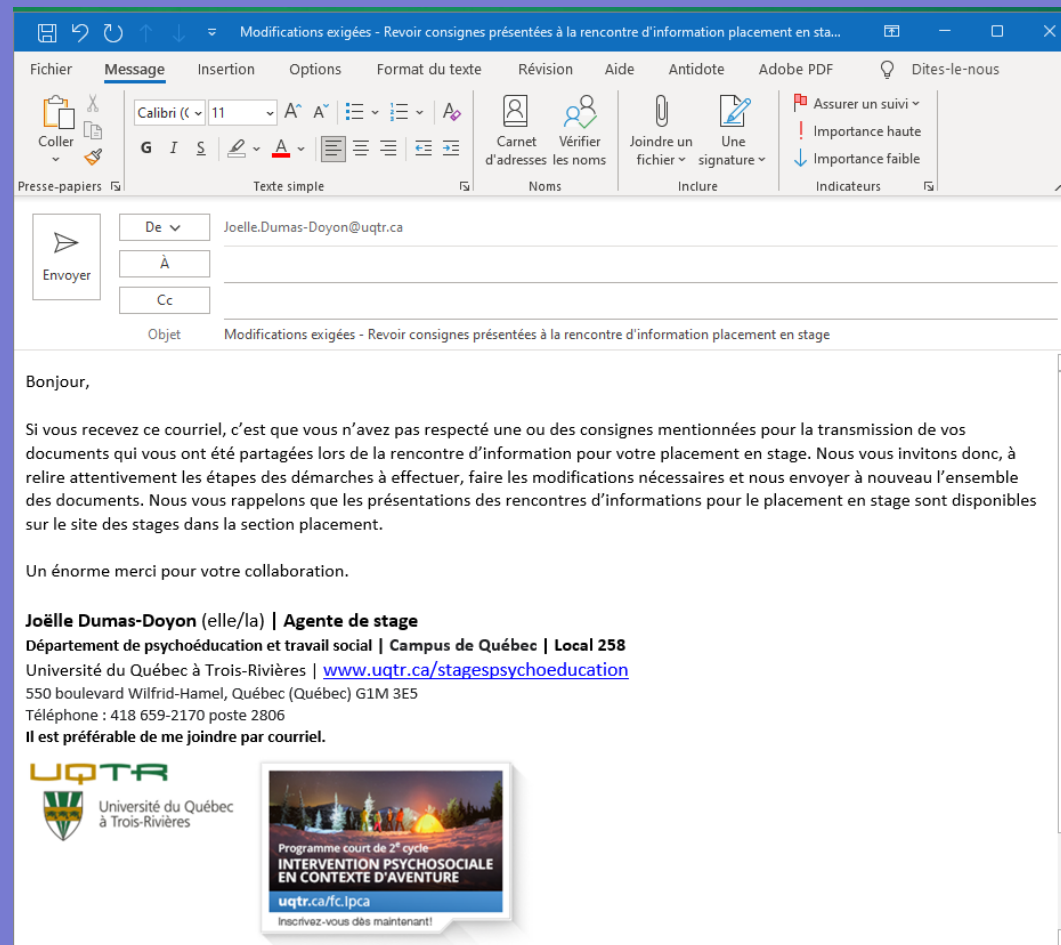 Modifications exigées - Revoir consignes présentées à la rencontre d'information placement en sta...
Fichier Message Insertion Options Format du texte Révision Aide Antidote Adobe PDF Dites-le-nous
Coller
Presse-papiers
Calibri (( 11
G I S
Texte simple
Carnet d'adresses
Vérifier les noms
Noms
Joindre un fichier
Une signature
Inclure
Assurer un suivi
Importance haute
Importance faible
Indicateurs
Envoyer
De Joelle.Dumas-Doyon@uqtr.ca
À
Cc
Objet Modifications exigées - Revoir consignes présentées à la rencontre d'information placement en stage
Bonjour,
Si vous recevez ce courriel, c'est que vous n'avez pas respecté une ou des consignes mentionnées pour la transmission de vos
documents qui vous ont été partagées lors de la rencontre d'information pour votre placement en stage. Nous vous invitons donc, à
relire attentivement les étapes des démarches à effectuer, faire les modifications nécessaires et nous envoyer à nouveau l'ensemble
des documents. Nous vous rappelons que les présentations des rencontres d'informations pour le placement en stage sont disponibles
sur le site des stages dans la section placement.
Un énorme merci pour votre collaboration.
Joëlle Dumas-Doyon (elle/la) | Agente de stage
Département de psychoéducation et travail social | Campus de Québec | Local 258
Université du Québec à Trois-Rivières | www.uqtr.ca/stagespsychoeducation
550 boulevard Wilfrid-Hamel, Québec (Québec) G1M 3E5
Téléphone : 418 659-2170 poste 2806
Il est préférable de me joindre par courriel.
UQTR
Université du Québec
à Trois-Rivières
Programme court de 2e cycle
INTERVENTION PSYCHOSOCIALE
EN CONTEXTE D'AVENTURE
uqtr.ca/fc.lpca
Inscrivez-vous dès maintenant!